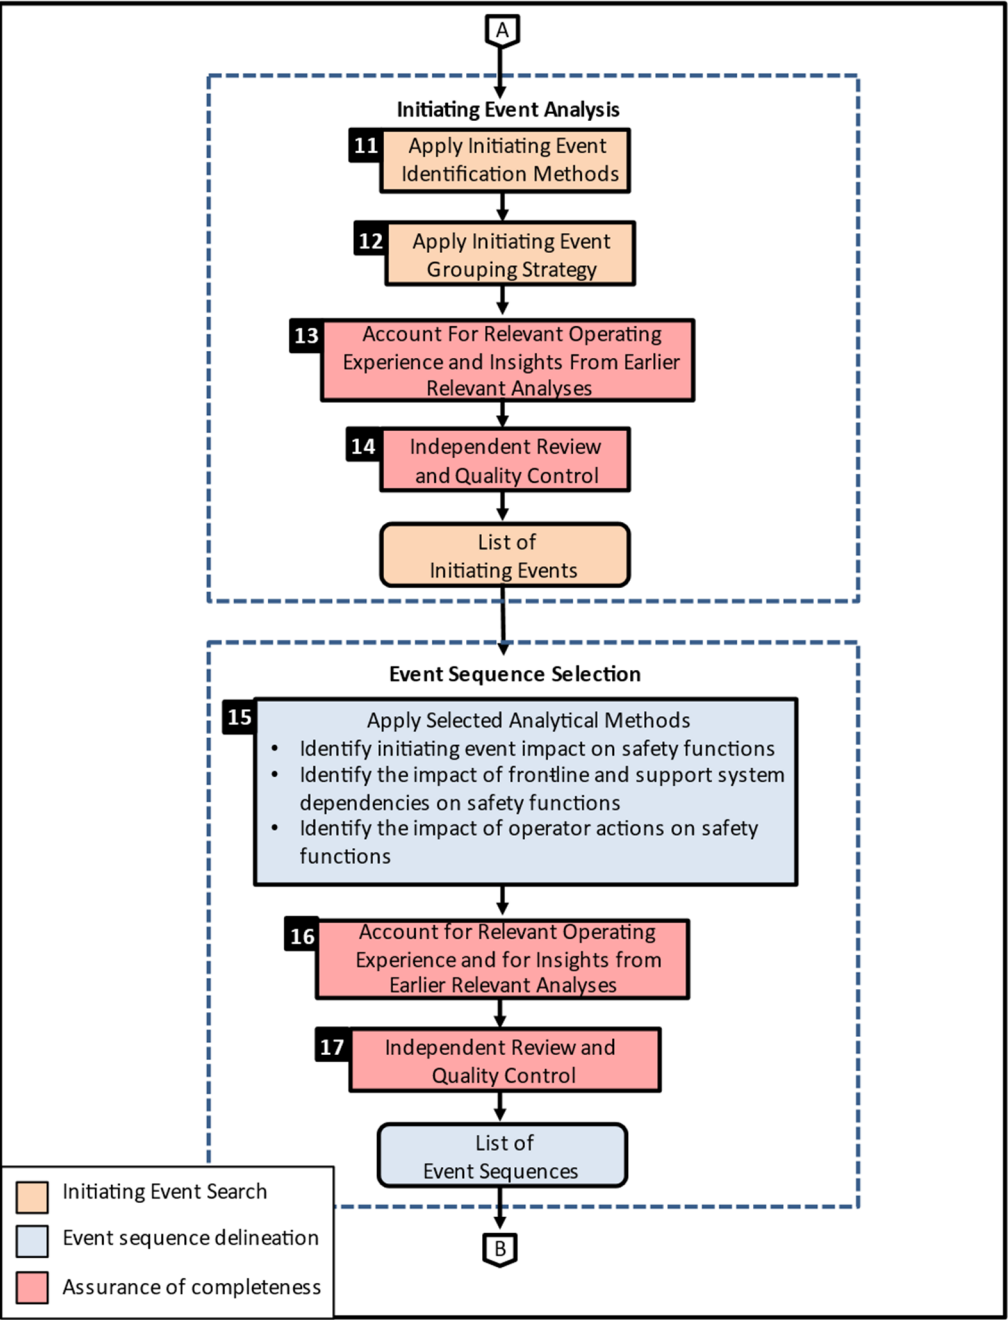 A
Initiating Event Analysis
11
Apply Initiating Event
Identification Methods
12
Apply Initiating Event
Grouping Strategy
13
Account For Relevant Operating
Experience and Insights From Earlier
Relevant Analyses
14
Independent Review
and Quality Control
List of
Initiating Events
Event Sequence Selection
15
Apply Selected Analytical Methods
• Identify initiating event impact on safety functions
• Identify the impact of front-line and support system
dependencies on safety functions
• Identify the impact of operator actions on safety
functions
16
Account for Relevant Operating
Experience and for Insights from
Earlier Relevant Analyses
17
Independent Review and
Quality Control
List of
Event Sequences
B
Initiating Event Search
Event sequence delineation
Assurance of completeness